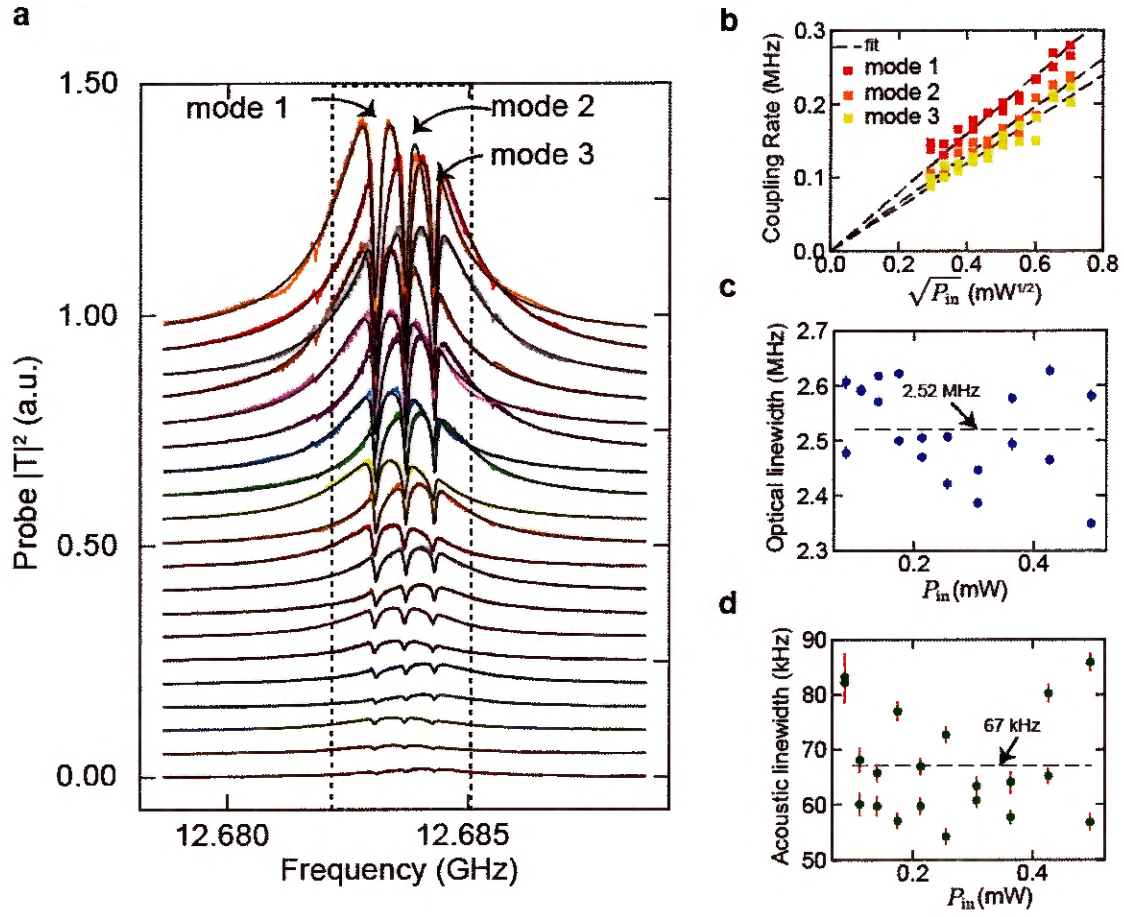 a
1.50
mode 1
mode 2
mode 3
1.00
Probe |T|² (a.u.)
0.50
0.00
12.680
12.685
Frequency (GHz)
b
0.3
fit
mode 1
mode 2
mode 3
0.2
Coupling Rate (MHz)
0.1
0.0
0.0
0.2
0.4
0.6
0.8
√Pin (mW1/2)
c
2.7
2.6
2.52 MHz
Optical linewidth (MHz)
2.5
2.4
2.3
0.2
0.4
Pin (mW)
d
90
80
67 kHz
Acoustic linewidth (kHz)
70
60
50
0.2
0.4
Pin (mW)